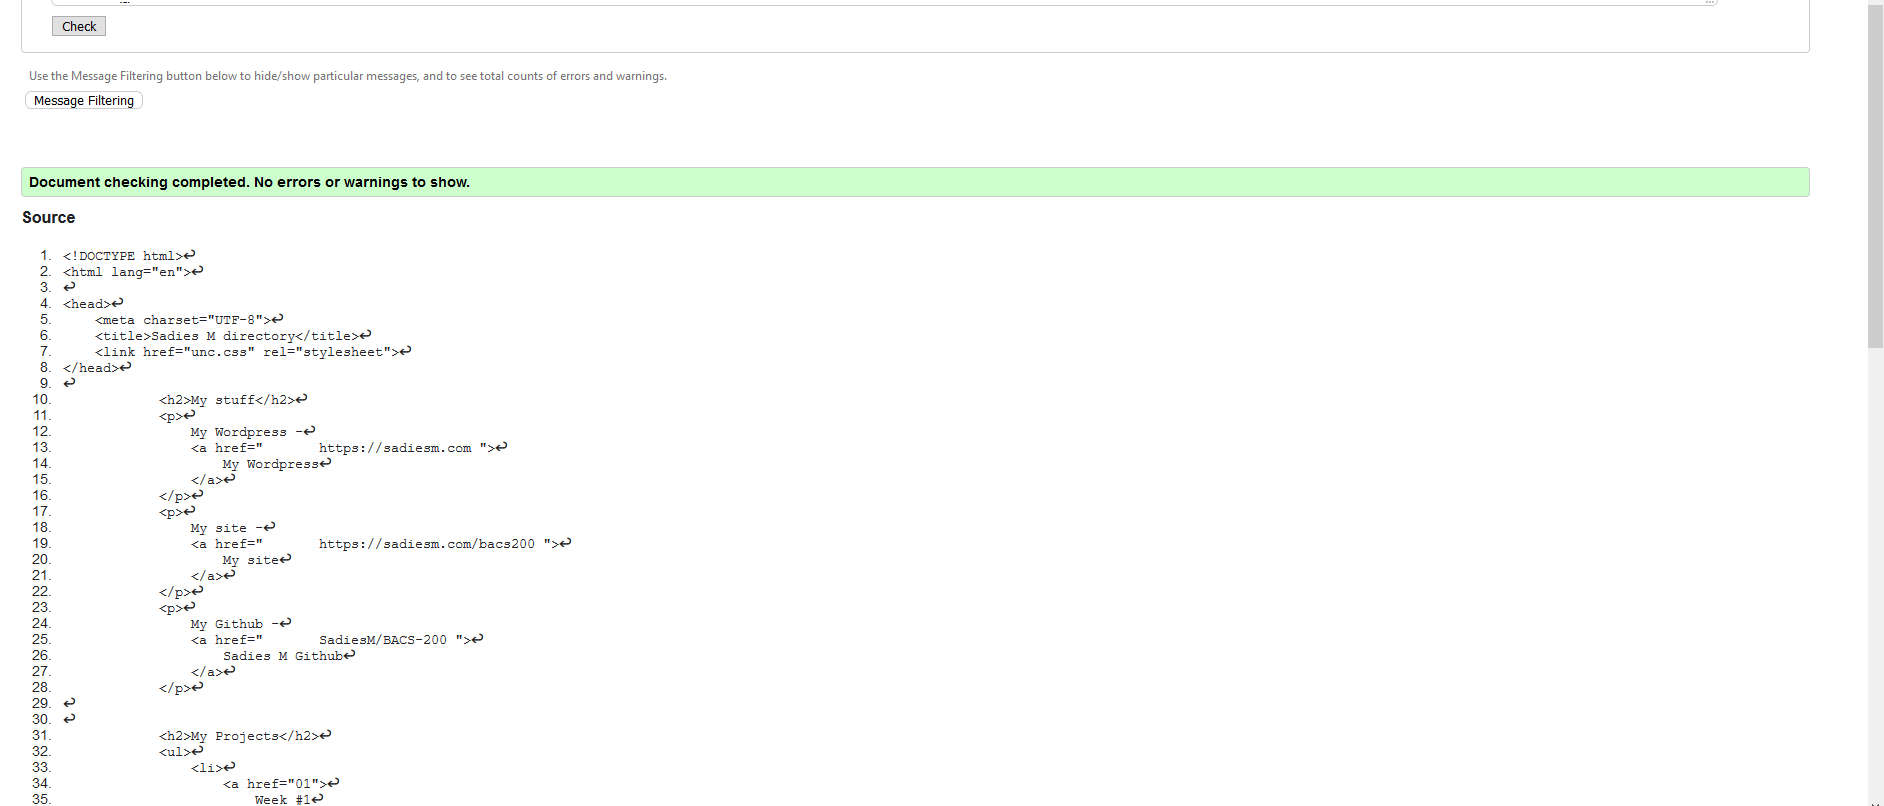 Check
Use the Message Filtering button below to hide/show particular messages, and to see total counts of errors and warnings.
Message Filtering
Document checking completed. No errors or warnings to show.
Source
1. <!DOCTYPE html>↩
2. <html lang="en">↩
3. ↩
4. <head>↩
5.     <meta charset="UTF-8">↩
6.     <title>Sadies M directory</title>↩
7.     <link href="unc.css" rel="stylesheet">↩
8. </head>↩
9. ↩
10.             <h2>My stuff</h2>↩
11.             <p>↩
12.                 My Wordpress -↩
13.                 <a href="       https://sadiesm.com ">↩
14.                     My Wordpress↩
15.                 </a>↩
16.             </p>↩
17.             <p>↩
18.                 My site -↩
19.                 <a href="       https://sadiesm.com/bacs200 ">↩
20.                     My site↩
21.                 </a>↩
22.             </p>↩
23.             <p>↩
24.                 My Github -↩
25.                 <a href="       SadiesM/BACS-200 ">↩
26.                     Sadies M Github↩
27.                 </a>↩
28.             </p>↩
29. ↩
30. ↩
31.             <h2>My Projects</h2>↩
32.             <ul>↩
33.                 <li>↩
34.                     <a href="01">↩
35.                         Week #1↩